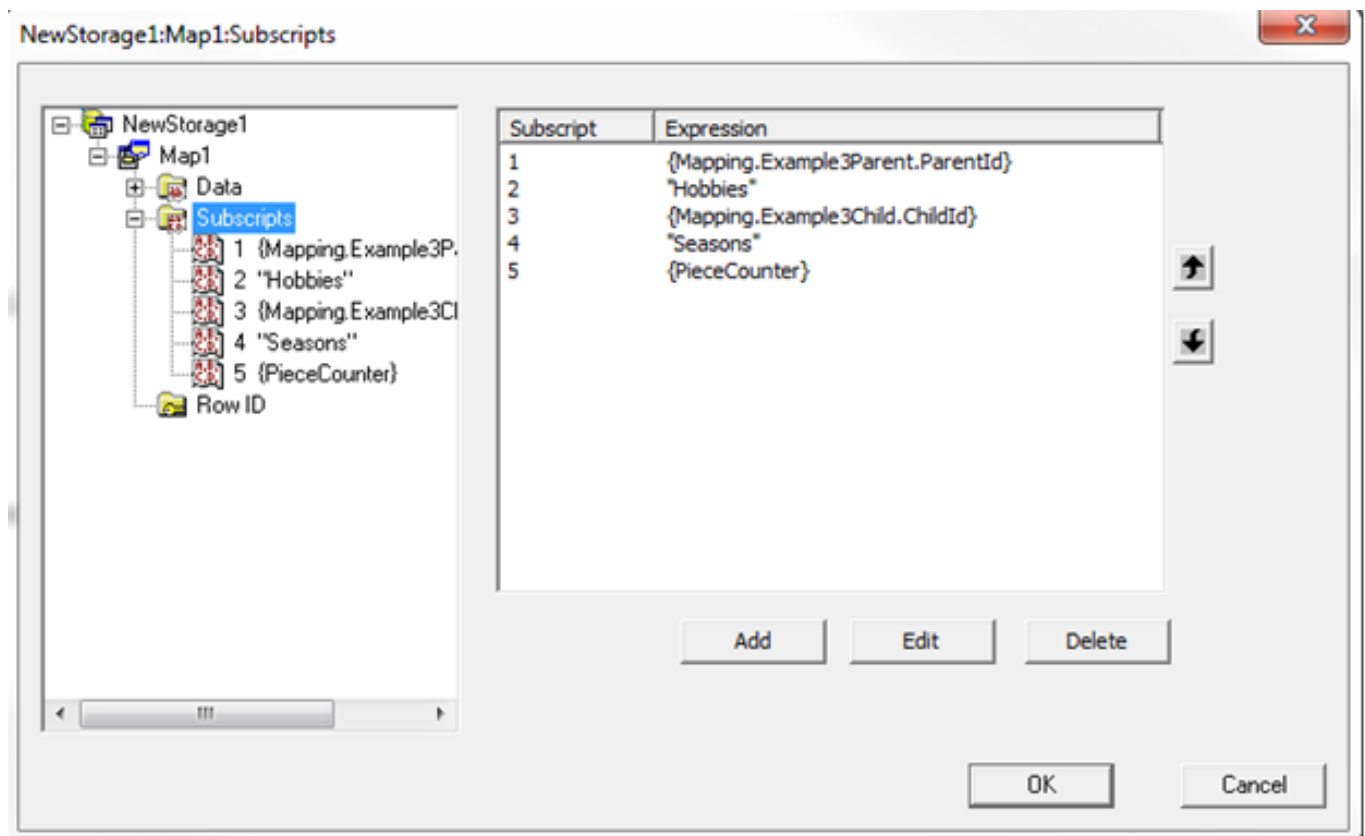 NewStorage1:Map1:Subscripts
NewStorage1
Map1
Data
Subscripts
1 {Mapping.Example3P.
2 "Hobbies"
3 {Mapping.Example3Cl
4 "Seasons"
5 {PieceCounter}
Row ID
Subscript Expression
1 {Mapping.Example3Parent.ParentId}
2 "Hobbies"
3 {Mapping.Example3Child.ChildId}
4 "Seasons"
5 {PieceCounter}
Add Edit Delete
OK Cancel